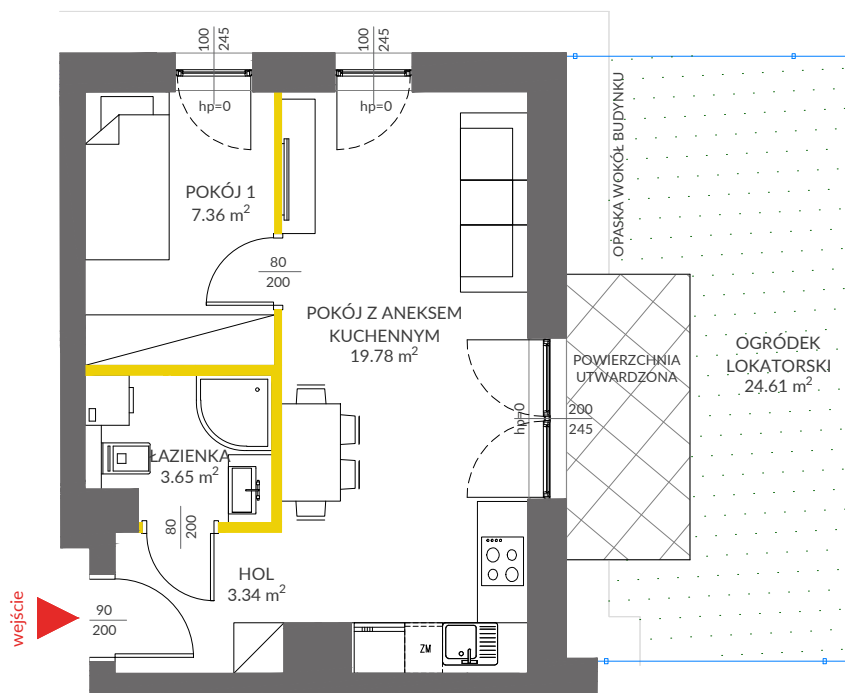 100
245
hp=0
100
245
hp=0
OPASKA WOKÓŁ BUDYNKU
POKÓJ 1
7.36 m²
80
200
POKÓJ Z ANEKSEM
KUCHENNYM
19.78 m²
POWIERZCHNIA
UTWARDZONA
OGRÓDEK
LOKATORSKI
24.61 m²
hp=0
200
245
ŁAZIENKA
3.65 m²
80
200
HOL
3.34 m²
wejście
90
200
ZM